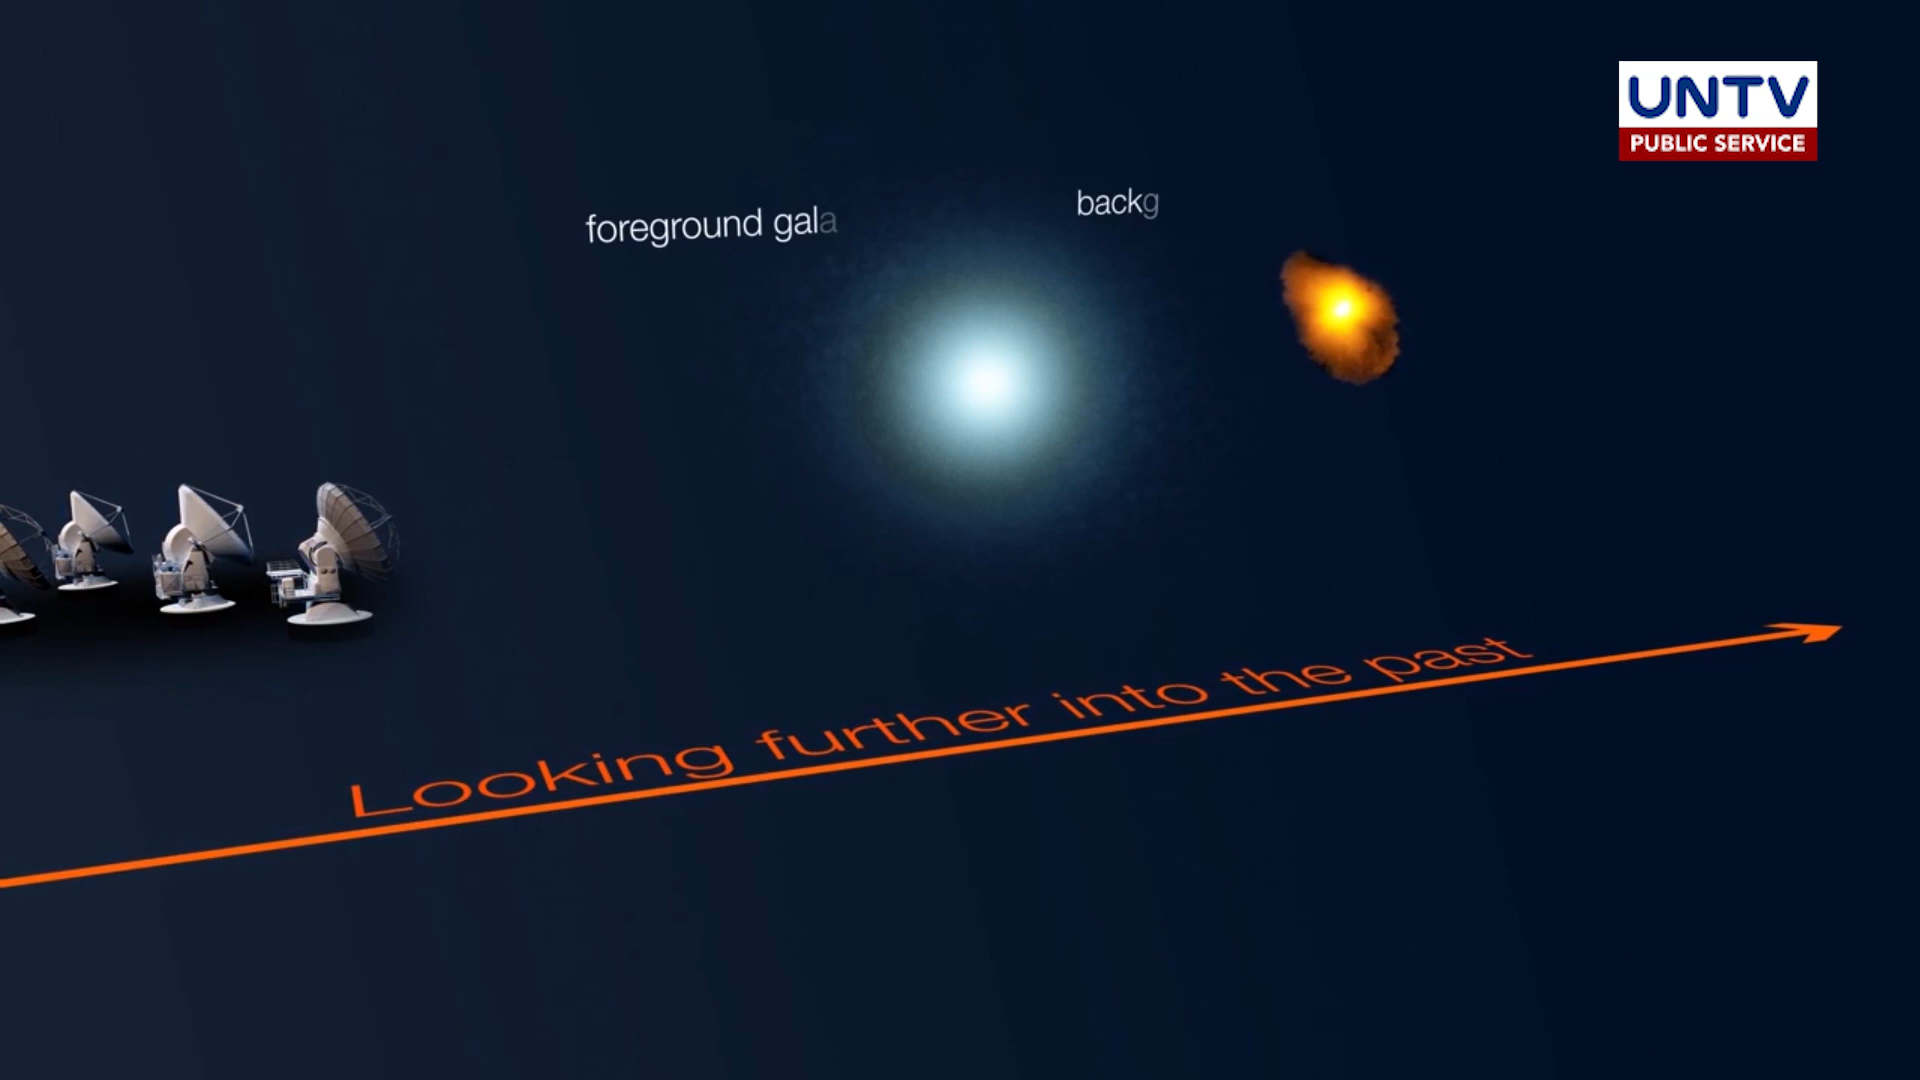 UNTV
PUBLIC SERVICE
foreground gala
backg
Looking further into the past